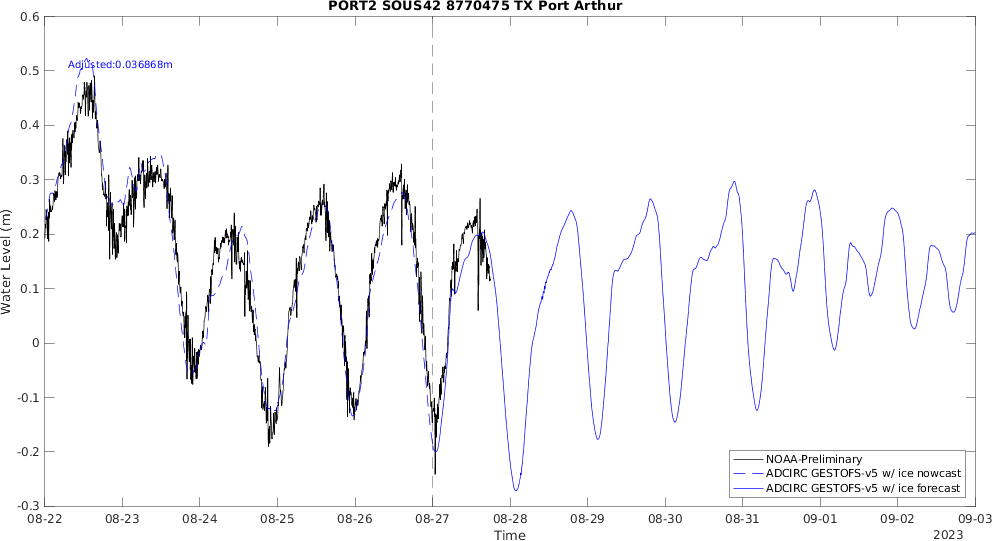 PORT2 SOUS42 8770475 TX Port Arthur
0.6
0.5
0.4
0.3
0.2
0.1
0
-0.1
-0.2
-0.3
Water Level (m)
Adjusted:0.036868m
NOAA-Preliminary
ADCIRC GESTOFS-v5 w/ ice nowcast
ADCIRC GESTOFS-v5 w/ ice forecast
08-22 08-23 08-24 08-25 08-26 08-27 08-28 08-29 08-30 08-31 09-01 09-02 09-03
Time
2023